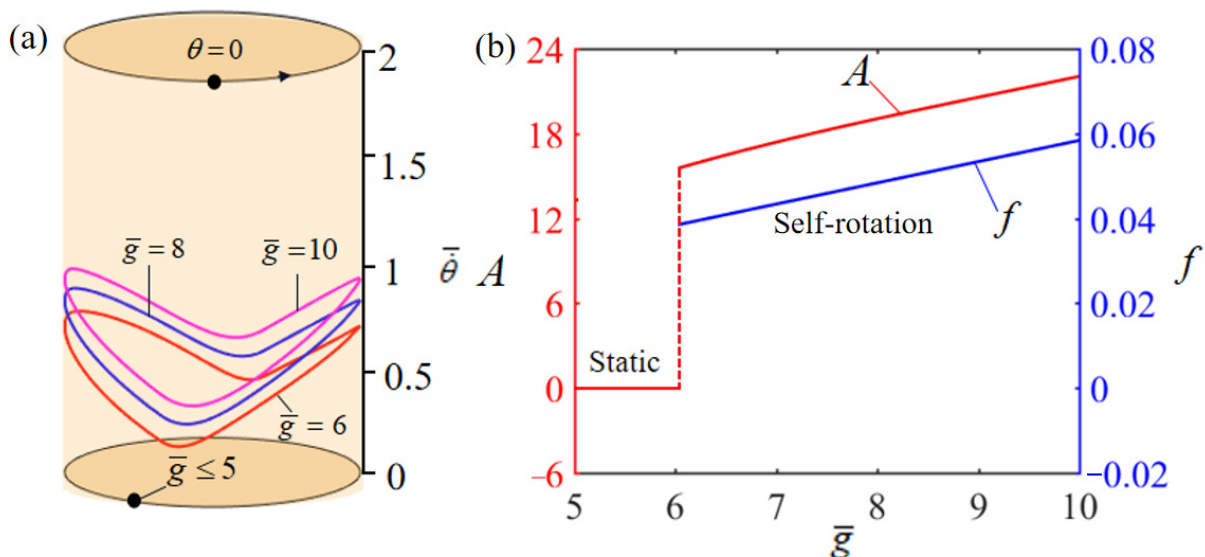 (a)
θ = 0
2
1.5
1
0.5
0
θ̄̇
g̅ = 8
g̅ = 10
g̅ = 6
g̅ ≤ 5
(b)
24
18
12
6
0
−6
A
0.08
0.06
0.04
0.02
0
−0.02
f
A
f
Self-rotation
Static
5 6 7 8 9 10
g̅